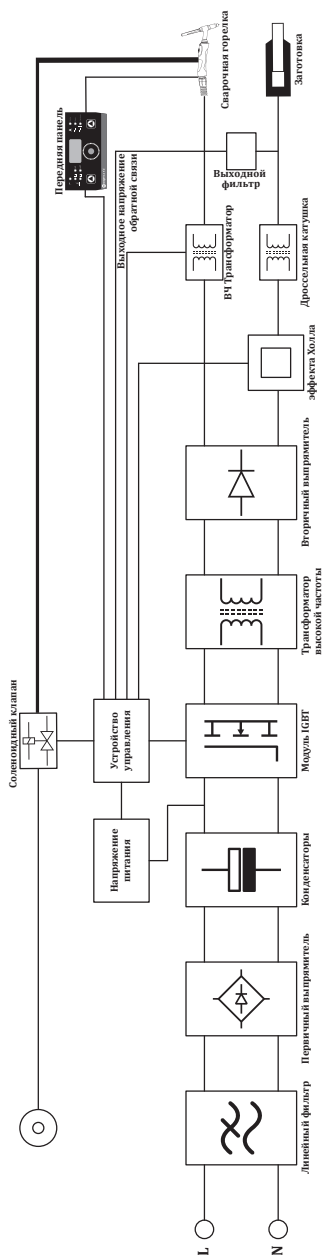 Соленоидный клапан
Передняя панель
Сварочная горелка
Выходное напряжение
обратной связи
Выходной
фильтр
Заготовка
ВЧ Трансформатор
Дроссельная катушка
Устройство
управления
Напряжение
питания
эффекта Холла
Вторичный выпрямитель
Трансформатор
высокой частоты
Модуль IGBT
Конденсаторы
Первичный выпрямитель
Линейный фильтр
L
N